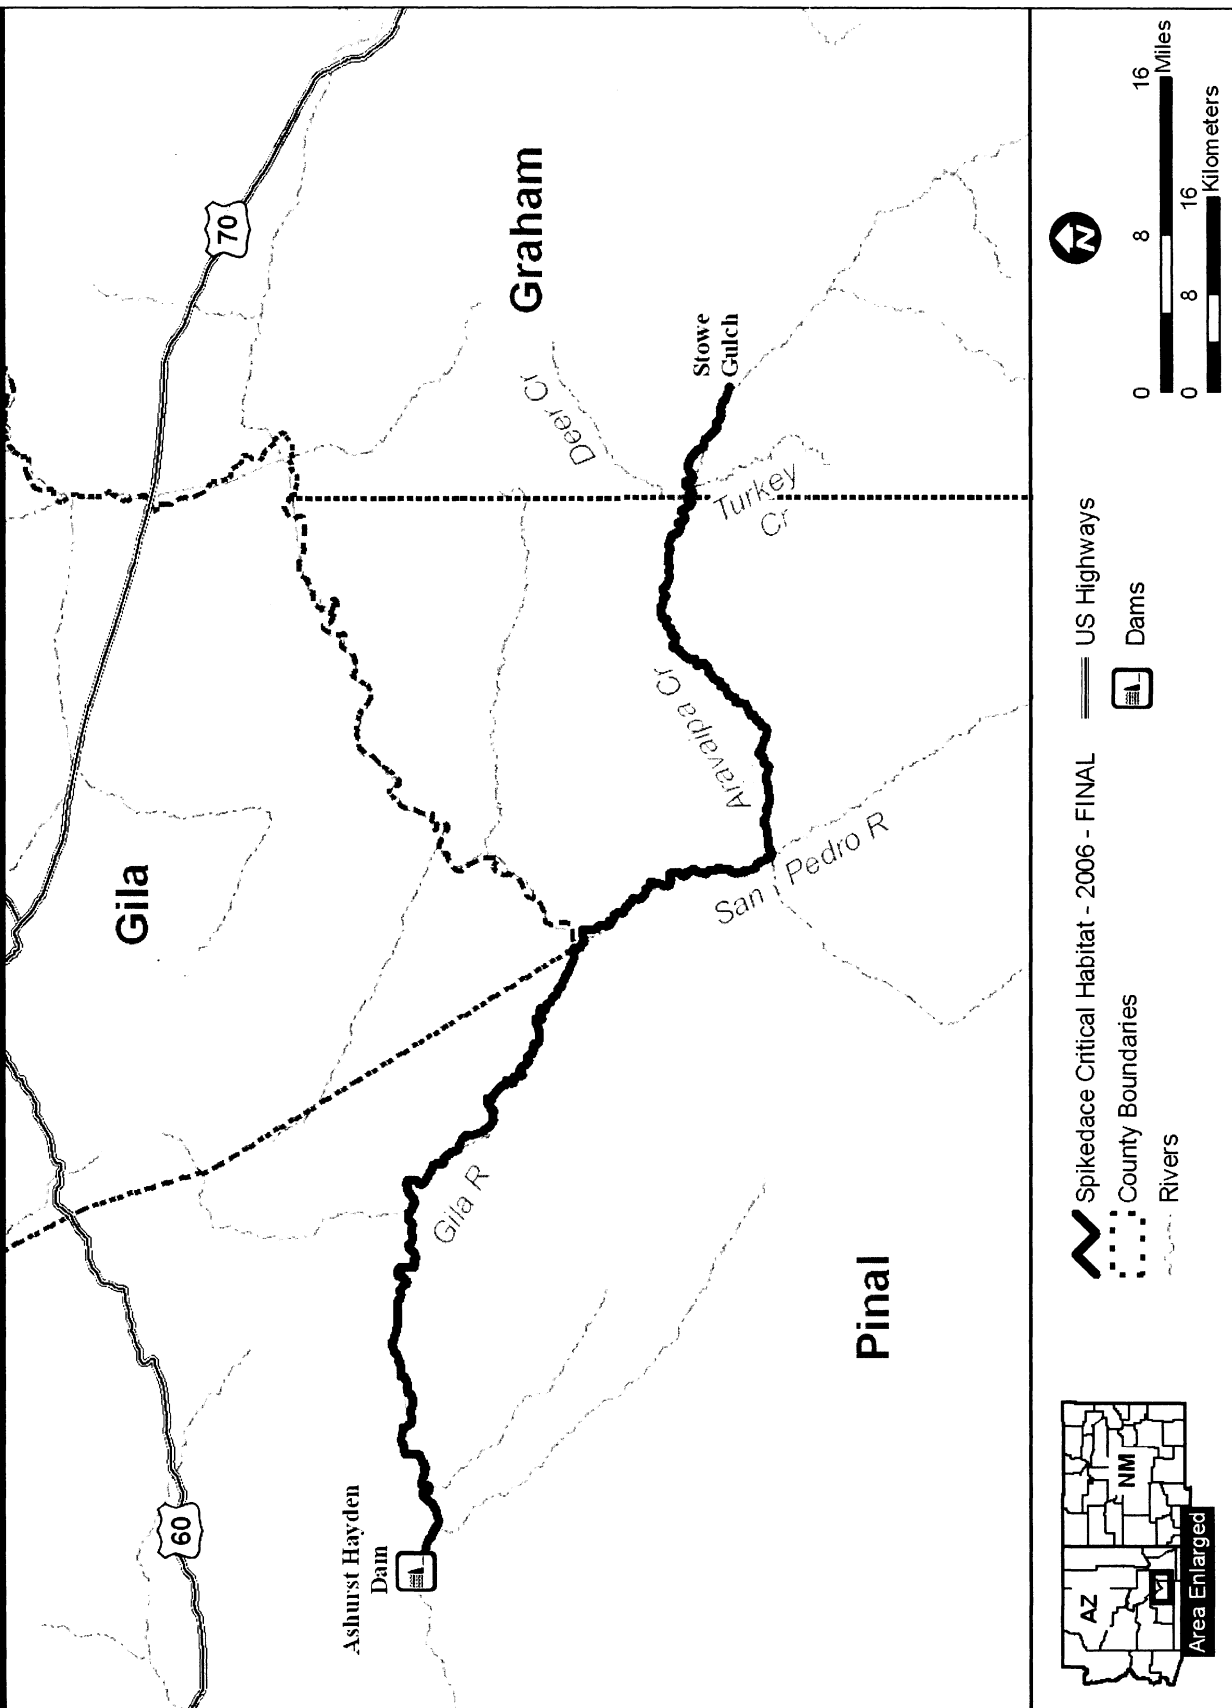 60
70
Gila
Graham
Pinal
Ashurst Hayden
Dam
Gila R
San Pedro R
Aravaipa Cr
Deer Cr
Turkey
Cr
Stowe
Gulch
AZ
NM
Area Enlarged
Spikedace Critical Habitat - 2006 - FINAL
County Boundaries
Rivers
US Highways
Dams
N
0 8 16
Miles
0 8 16
Kilometers